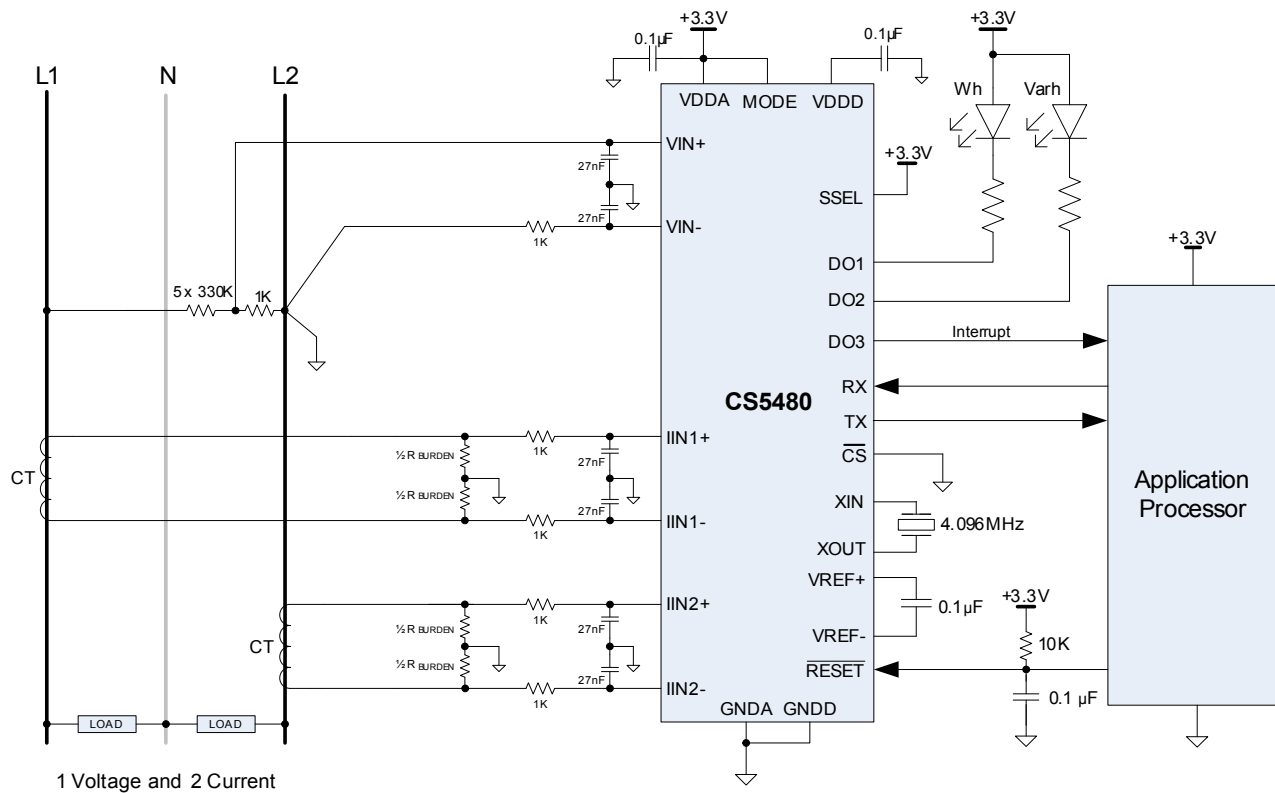 +3.3V
0.1µF
0.1µF
+3.3V
L1 N L2
VDDA MODE VDDD
Wh Varh
VIN+
27nF
27nF
+3.3V
SSEL
VIN-
1K
DO1
+3.3V
5 x 330K 1K
DO2
DO3 Interrupt
RX
CS5480
TX
CT
IIN1+
1K
27nF
½ R BURDEN
½ R BURDEN
27nF
IIN1-
1K
CS
XIN
4.096MHz
XOUT
Application
Processor
VREF+
0.1µF
VREF-
+3.3V
10K
RESET
0.1 µF
CT
IIN2+
1K
27nF
½ R BURDEN
½ R BURDEN
27nF
IIN2-
1K
GNDA GNDD
LOAD LOAD
1 Voltage and 2 Current